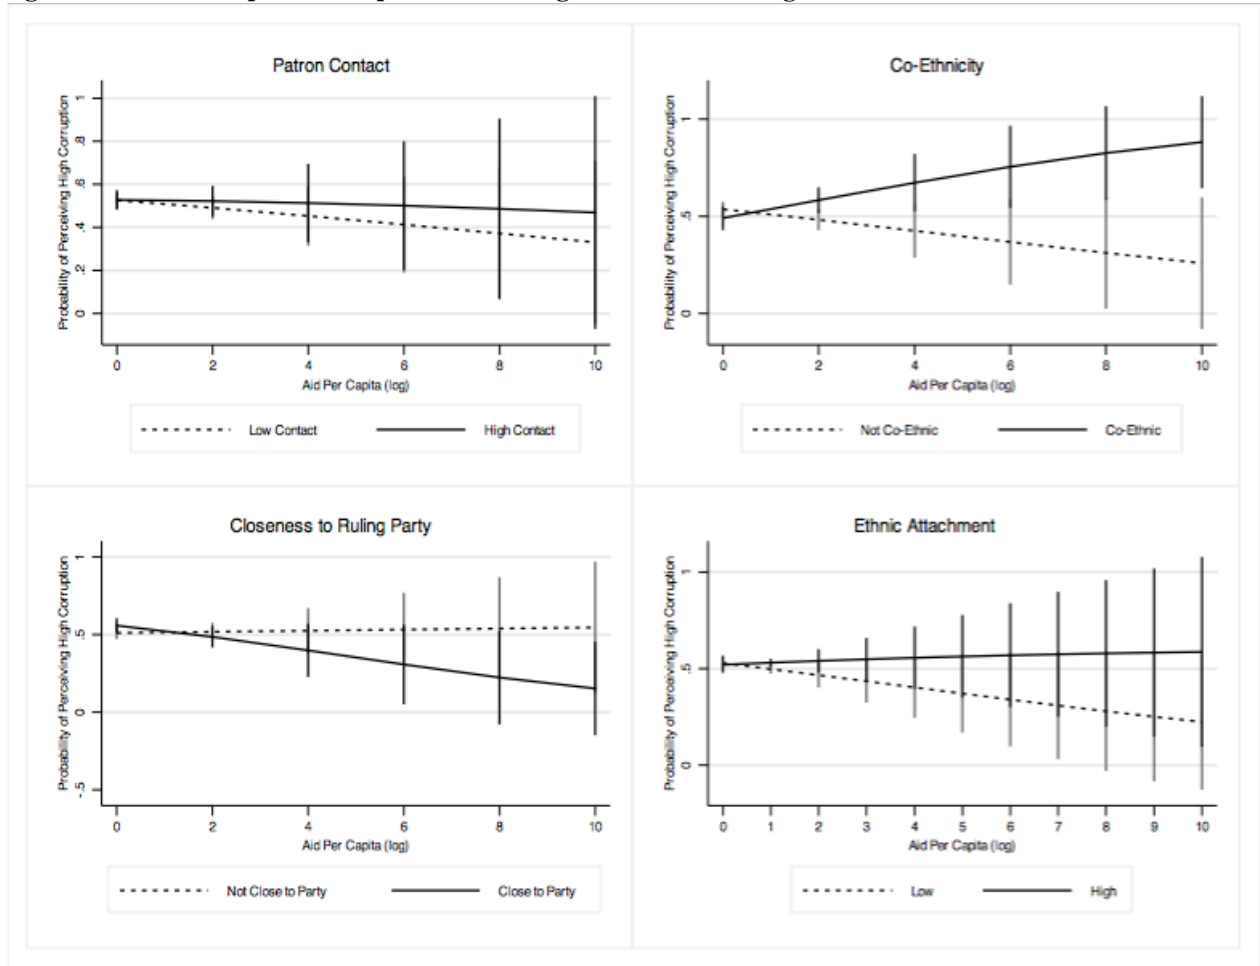 Patron Contact
Probability of Perceiving High Corruption
1
.8
.6
.4
.2
0
0 2 4 6 8 10
Aid Per Capita (log)
Low Contact High Contact
Co-Ethnicity
Probability of Perceiving High Corruption
1
.5
0
0 2 4 6 8 10
Aid Per Capita (log)
Not Co-Ethnic Co-Ethnic
Closeness to Ruling Party
Probability of Perceiving High Corruption
1
.5
0
-.5
0 2 4 6 8 10
Aid Per Capita (log)
Not Close to Party Close to Party
Ethnic Attachment
Probability of Perceiving High Corruption
1
.5
0
0 1 2 3 4 5 6 7 8 9 10
Aid Per Capita (log)
Low High